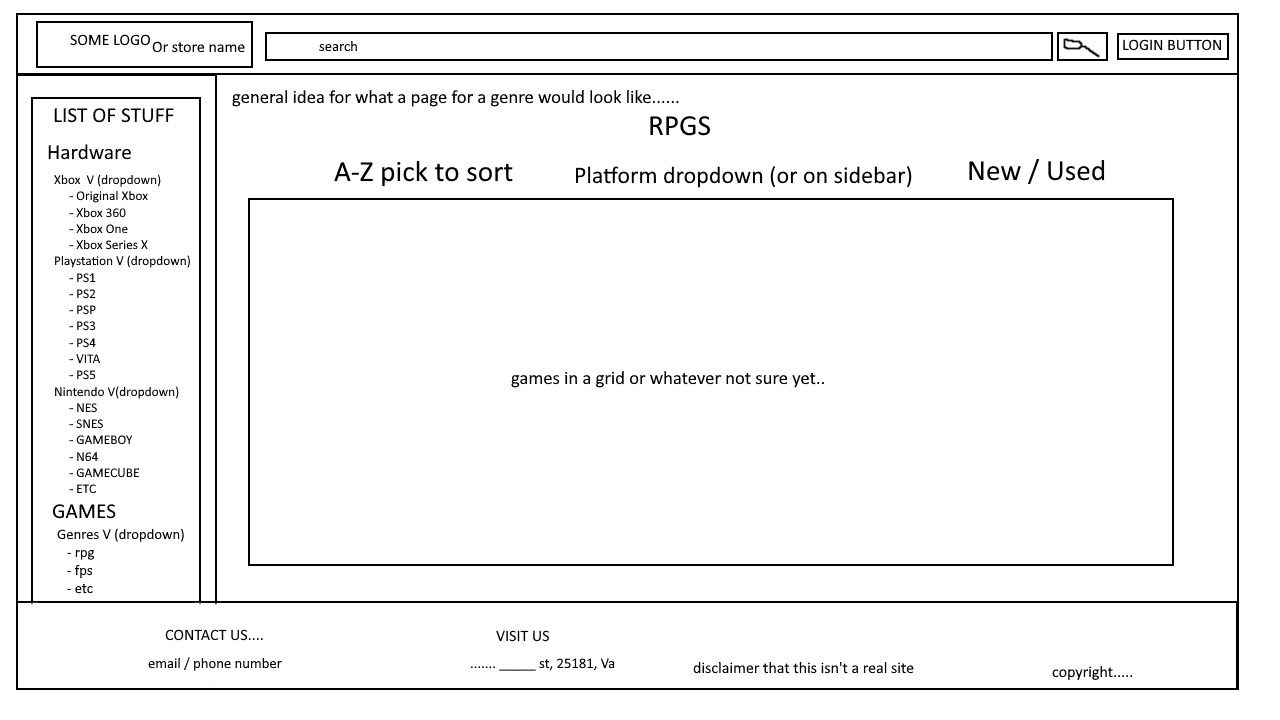 SOME LOGO Or store name
search
LOGIN BUTTON
LIST OF STUFF
Hardware
Xbox V (dropdown)
- Original Xbox
- Xbox 360
- Xbox One
- Xbox Series X
Playstation V (dropdown)
- PS1
- PS2
- PSP
- PS3
- PS4
- VITA
- PS5
Nintendo V(dropdown)
- NES
- SNES
- GAMEBOY
- N64
- GAMECUBE
- ETC
GAMES
Genres V (dropdown)
- rpg
- fps
- etc
general idea for what a page for a genre would look like......
RPGS
A-Z pick to sort
Platform dropdown (or on sidebar)
New / Used
games in a grid or whatever not sure yet..
CONTACT US....
email / phone number
VISIT US
....... _____ st, 25181, Va
disclaimer that this isn't a real site
copyright.....